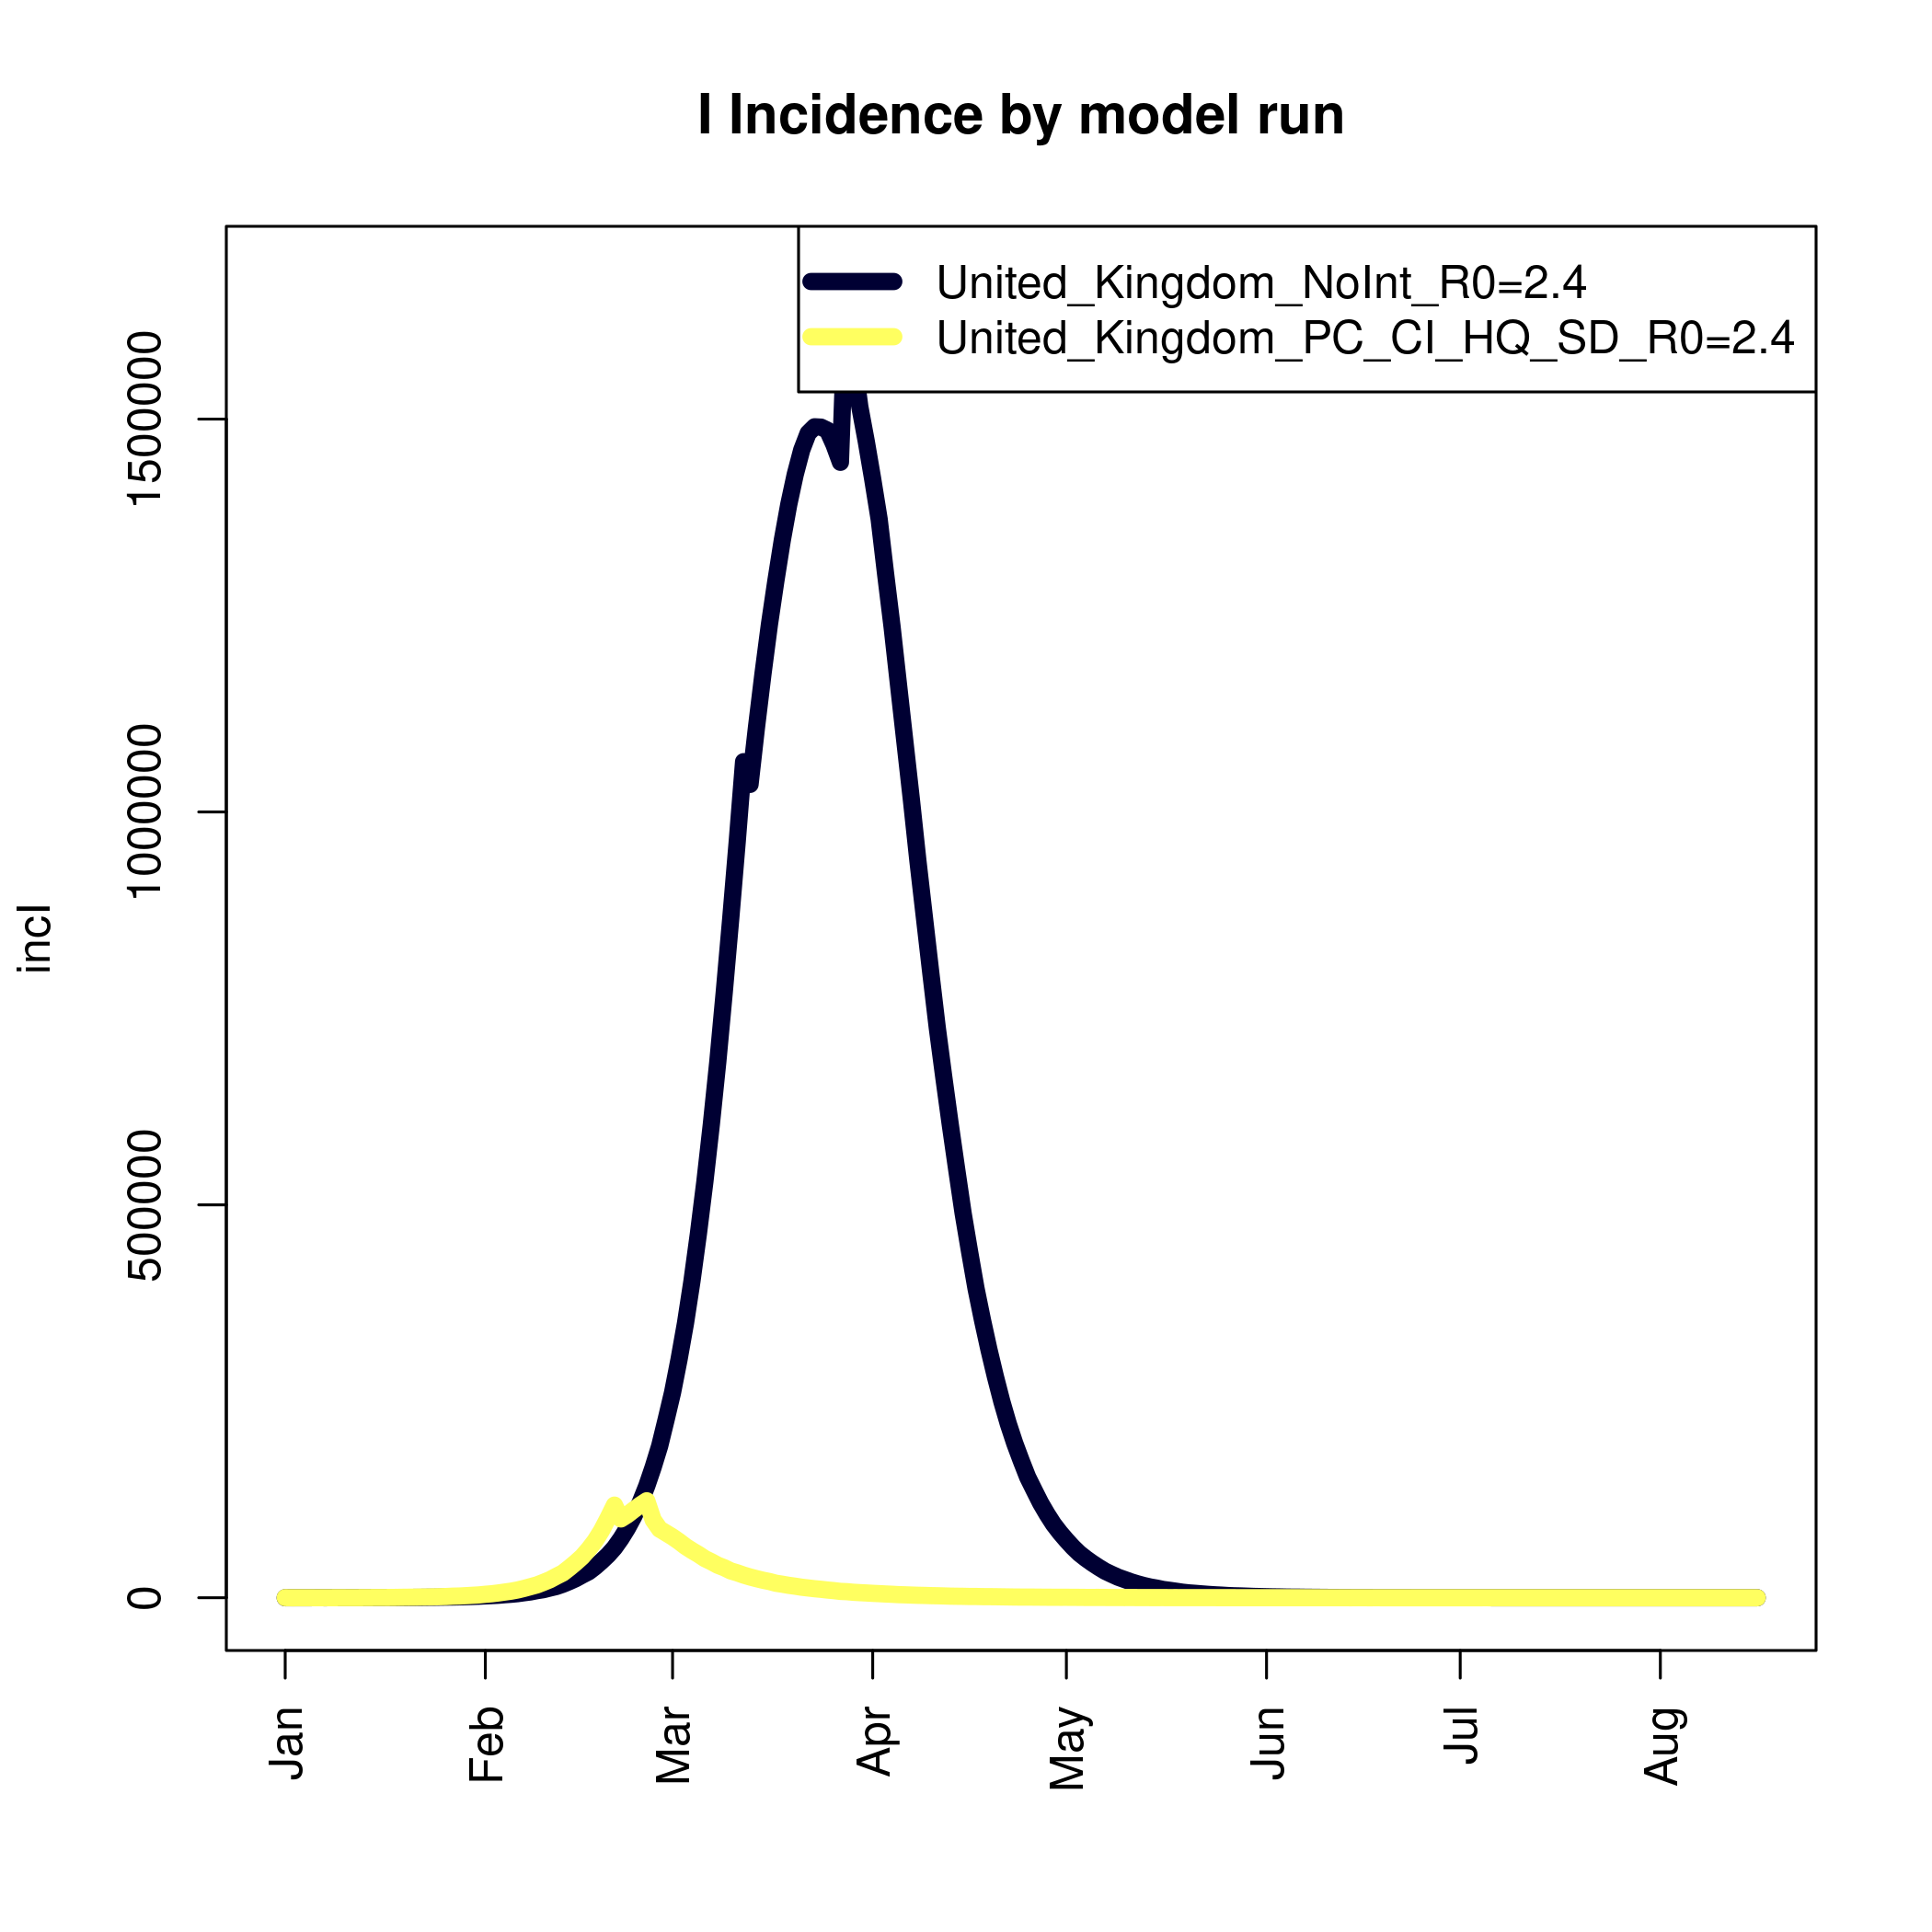 I Incidence by model run
United_Kingdom_NoInt_R0=2.4
United_Kingdom_PC_CI_HQ_SD_R0=2.4
incI
1500000
1000000
500000
0
Jan
Feb
Mar
Apr
May
Jun
Jul
Aug